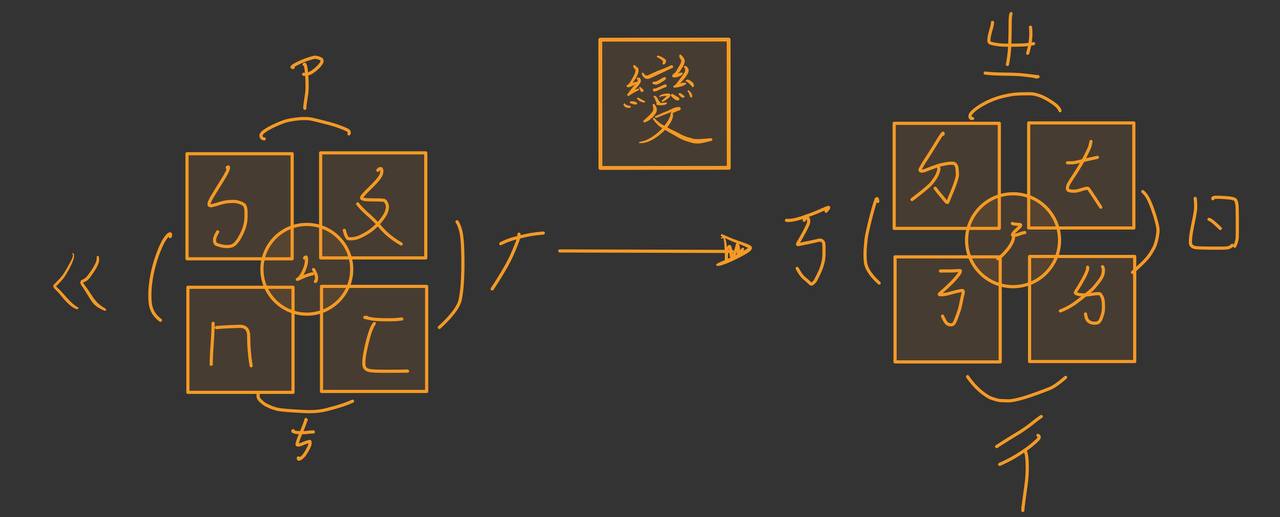 ㄗ
ㄓ
變
ㄅ ㄆ
ㄉ ㄊ
ㄍ ㄙ ㄏ
ㄎ ㄕ ㄖ
ㄇ ㄈ
ㄋ ㄌ
ㄘ
ㄔ